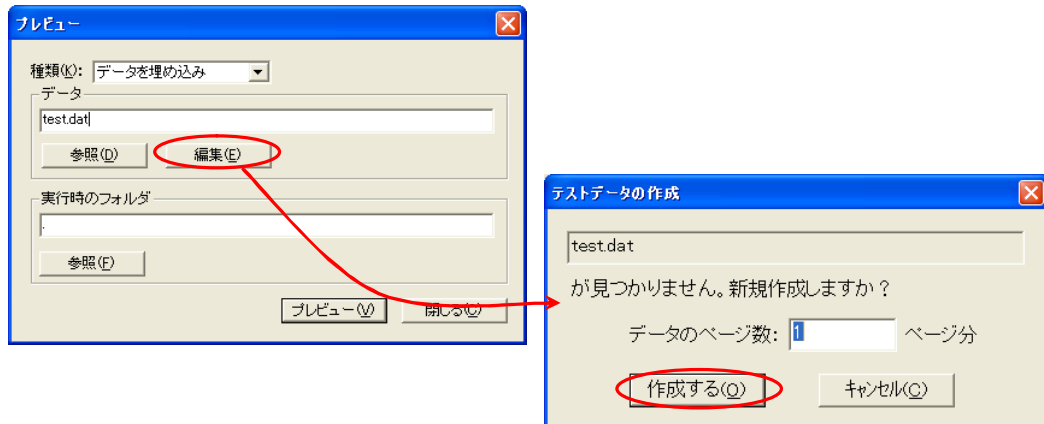 プレビュー
種類(K): データを埋め込み
データ
test.dat
参照(D) 編集(E)
実行時のフォルダ
.
参照(F)
プレビュー(V) 閉じる(C)
テストデータの作成
test.dat
が見つかりません。新規作成しますか？
データのページ数: 1 ページ分
作成する(O) キャンセル(C)